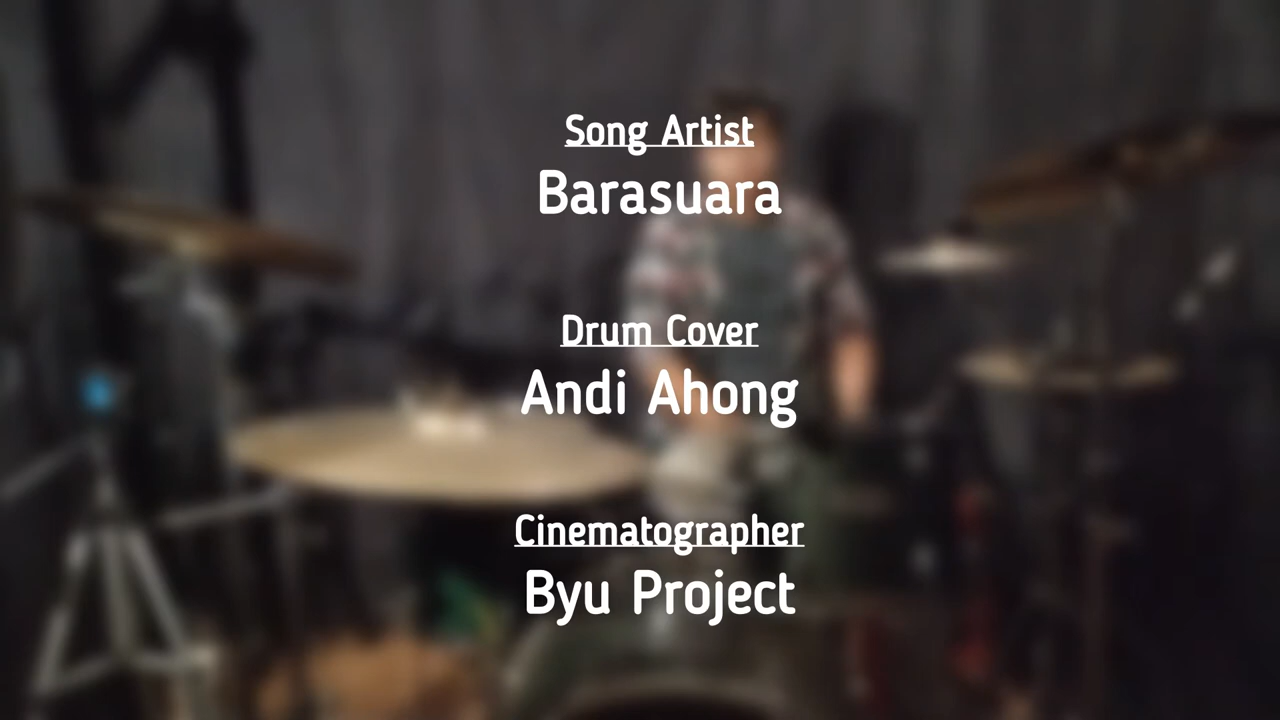 Song Artist
Barasuara
Drum Cover
Andi Ahong
Cinematographer
Byu Project